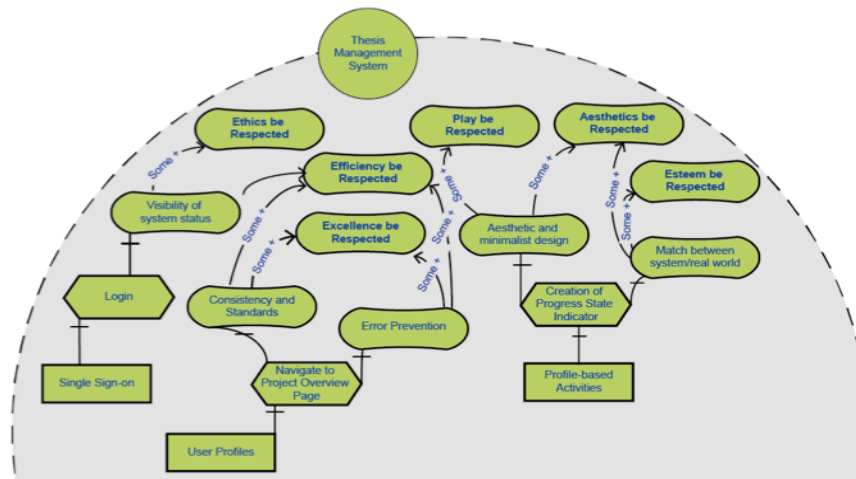 Thesis
Management
System
Ethics be
Respected
Play be
Respected
Aesthetics be
Respected
Some +
Efficiency be
Respected
Some +
Some +
Some +
Esteem be
Respected
Visibility of
system status
Some +
Some +
Excellence be
Respected
Some +
Some +
Aesthetic and
minimalist design
Match between
system/real world
Some +
Login
Consistency and
Standards
Creation of
Progress State
Indicator
Error Prevention
Single Sign-on
Navigate to
Project Overview
Page
Profile-based
Activities
User Profiles